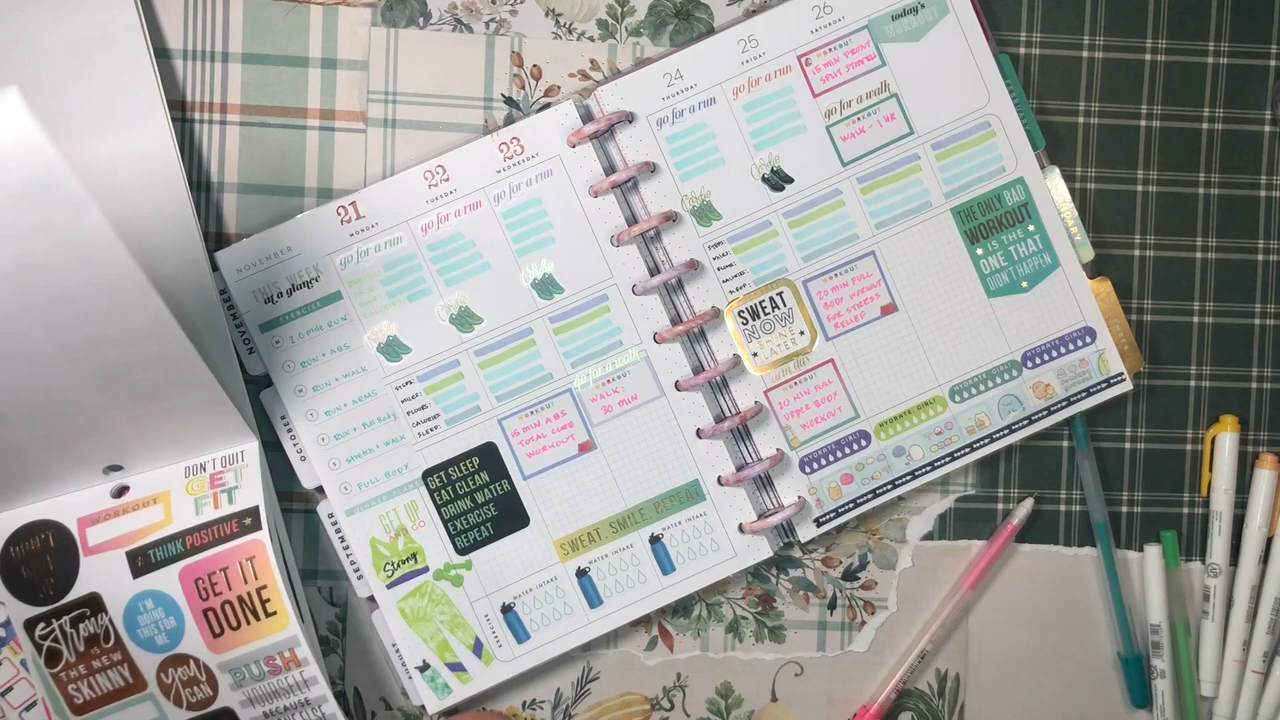 NOVEMBER
21
MONDAY
22
TUESDAY
23
WEDNESDAY
24
THURSDAY
25
FRIDAY
26
SATURDAY
THIS WEEK
at a glance
EXERCISE
M 2.0 mile RUN
T RUN + ABS
W RUN + WALK
T RUN + ARMS
F RUN + Full Body
S Stretch + WALK
S FULL BODY
go for a run
go for a run
go for a run
STEPS:
MILES:
FLOORS:
CALORIES:
SLEEP:
GET SLEEP
EAT CLEAN
DRINK WATER
EXERCISE
REPEAT
WORKOUT
15 MIN ABS
TOTAL CORE
WORKOUT
go for a walk
WORKOUT
WALK:
30 MIN
SWEAT. SMILE. REPEAT.
WATER INTAKE
WATER INTAKE
WATER INTAKE
GET UP
GO
Strong
EXERCISE
go for a run
go for a run
WORKOUT
15 MIN FRONT
go for a walk
WORKOUT
WALK - 1 HR
today's
WORKOUT
STEPS:
MILES:
FLOORS:
CALORIES:
SLEEP:
SWEAT
NOW
SHINE
LATER
WORKOUT
20 MIN FULL
BODY WORKOUT
FOR STRESS
RELIEF
arm day
WORKOUT
20 MIN FULL
UPPER BODY
WORKOUT
THE ONLY BAD
WORKOUT
IS THE
ONE THAT
DIDN'T HAPPEN
HYDRATE, GIRL!
HYDRATE, GIRL!
HYDRATE, GIRL!
HYDRATE, GIRL!
NOVEMBER
OCTOBER
SEPTEMBER
AUGUST
DON'T QUIT
GET
FIT
WORKOUT
THINK POSITIVE
GET IT
DONE
I'M
DOING
THIS FOR
ME
Strong
IS
THE NEW
SKINNY
you
CAN
PUSH
YOURSELF
BECAUSE